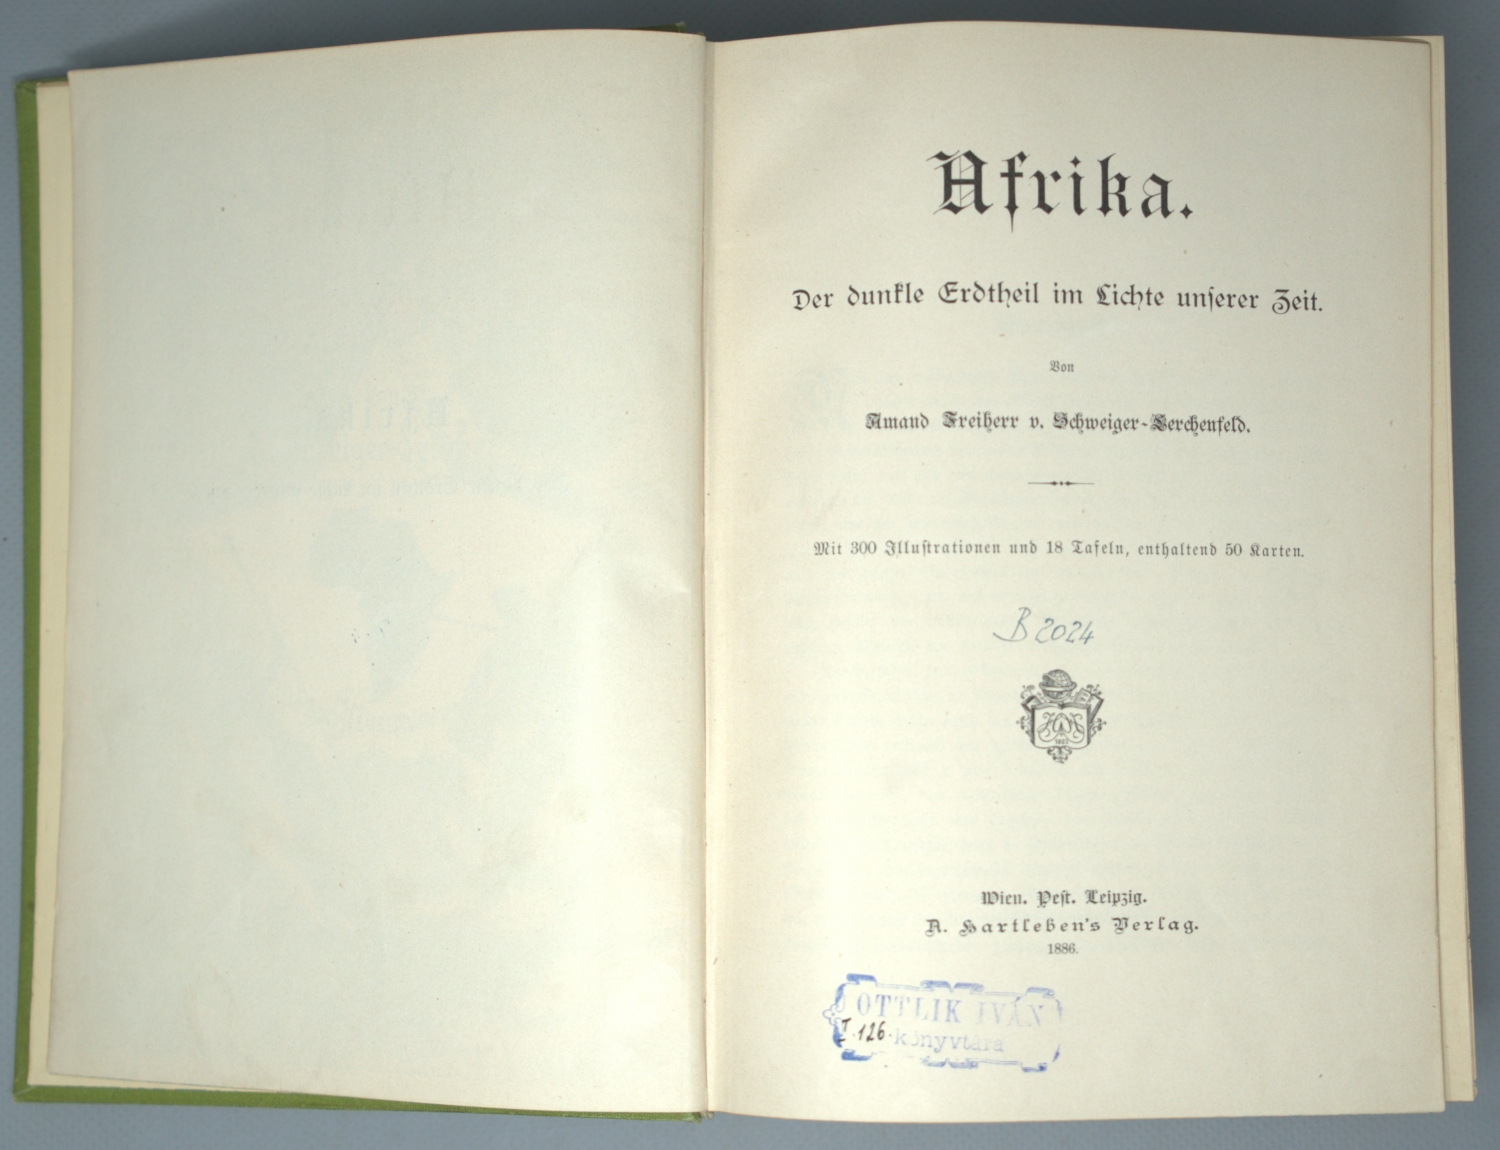 Afrika.
Der dunkle Erdtheil im Lichte unserer Zeit.
Von
Amand Freiherr v. Schweiger-Lerchenfeld.
Mit 300 Illustrationen und 18 Tafeln, enthaltend 50 Karten.
B 2024
Wien. Pest. Leipzig.
A. Hartleben's Verlag.
1886.
OTTLIK IVÁN
I. 126.
könyvtára